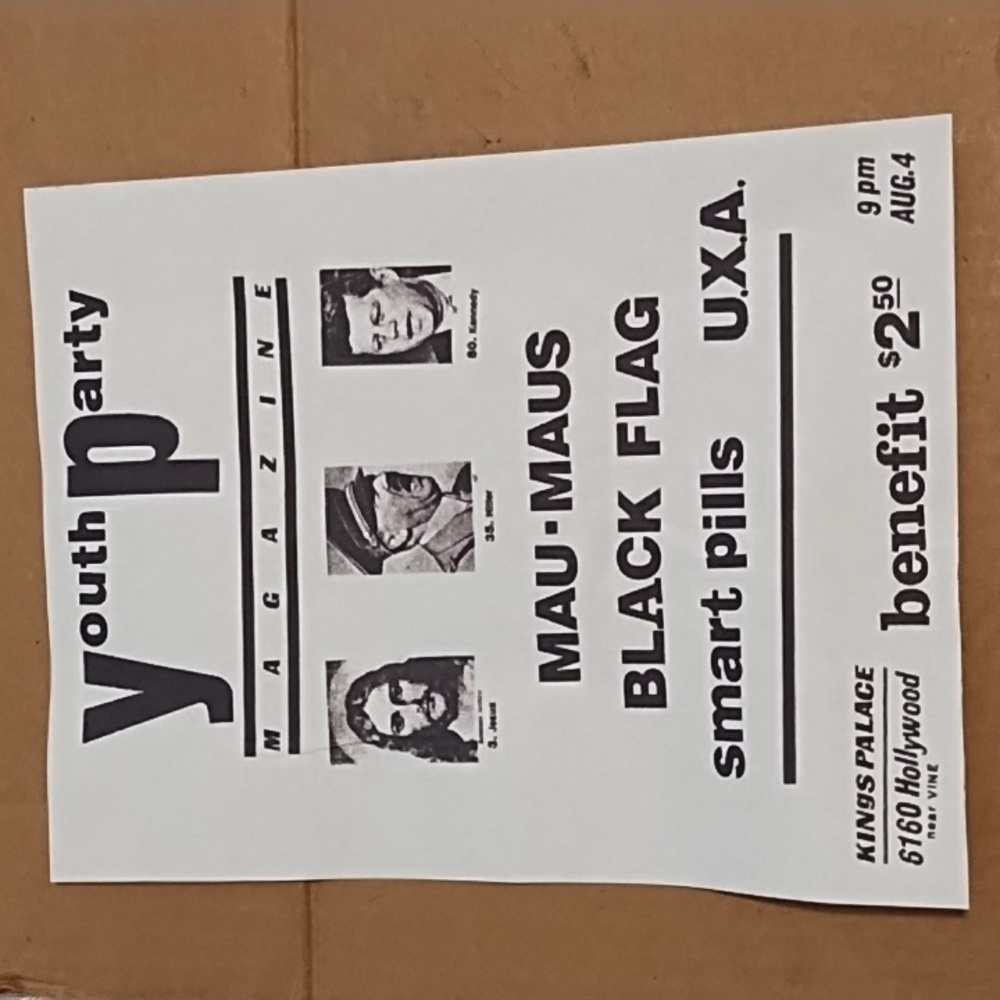 youth party
MAGAZINE
3. Jesus
35. Hitler
80. Kennedy
MAU·MAUS
BLACK FLAG
smart pills U.X.A.
KINGS PALACE
6160 Hollywood
near VINE
benefit $2.50
9 pm
AUG.4